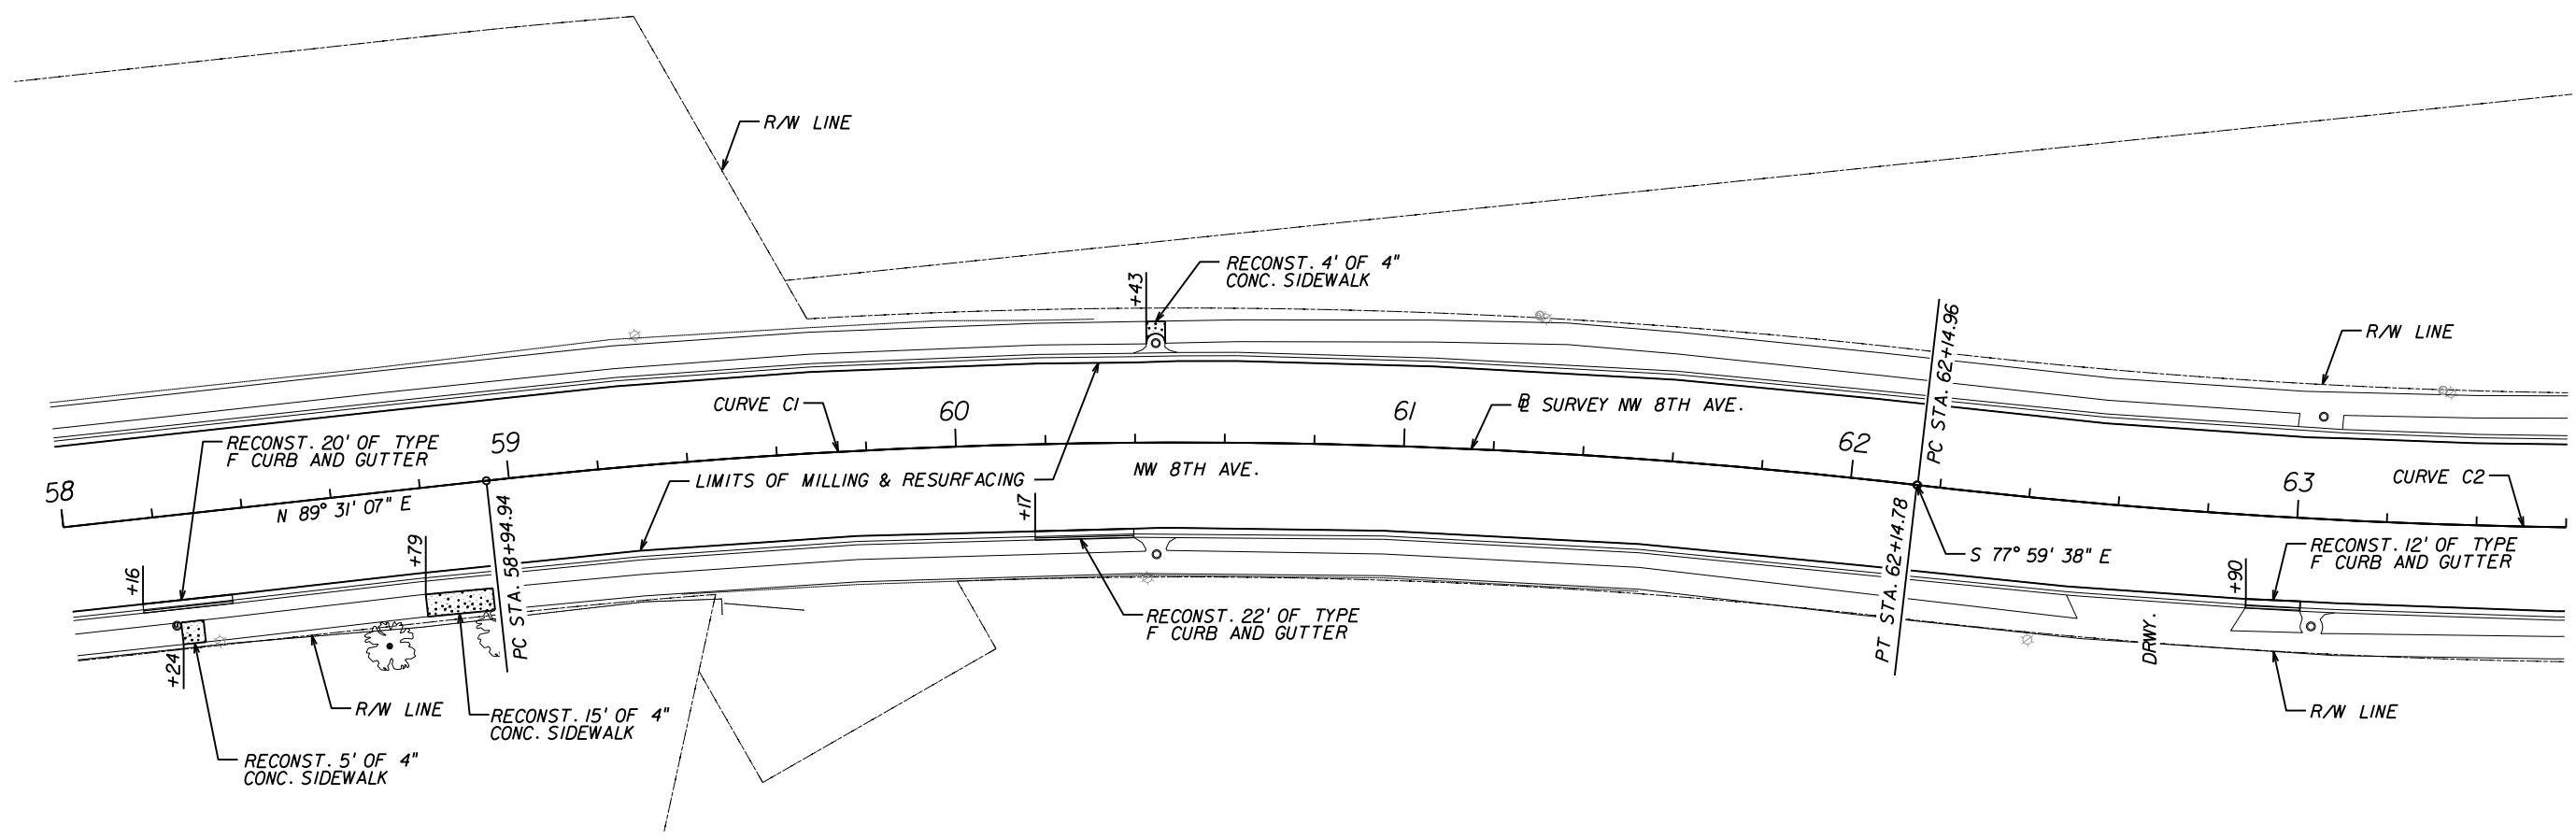 R/W LINE
RECONST. 4' OF 4"
CONC. SIDEWALK
+43
PC STA. 62+14.96
R/W LINE
CURVE C1
60
61
℄ SURVEY NW 8TH AVE.
62
RECONST. 20' OF TYPE
F CURB AND GUTTER
59
LIMITS OF MILLING & RESURFACING
NW 8TH AVE.
63
CURVE C2
58
N 89° 31' 07" E
+17
+79
+16
PC STA. 58+94.94
PT STA. 62+14.78
S 77° 59' 38" E
RECONST. 12' OF TYPE
F CURB AND GUTTER
+90
RECONST. 22' OF TYPE
F CURB AND GUTTER
DRWY.
+24
R/W LINE
RECONST. 15' OF 4"
CONC. SIDEWALK
R/W LINE
RECONST. 5' OF 4"
CONC. SIDEWALK